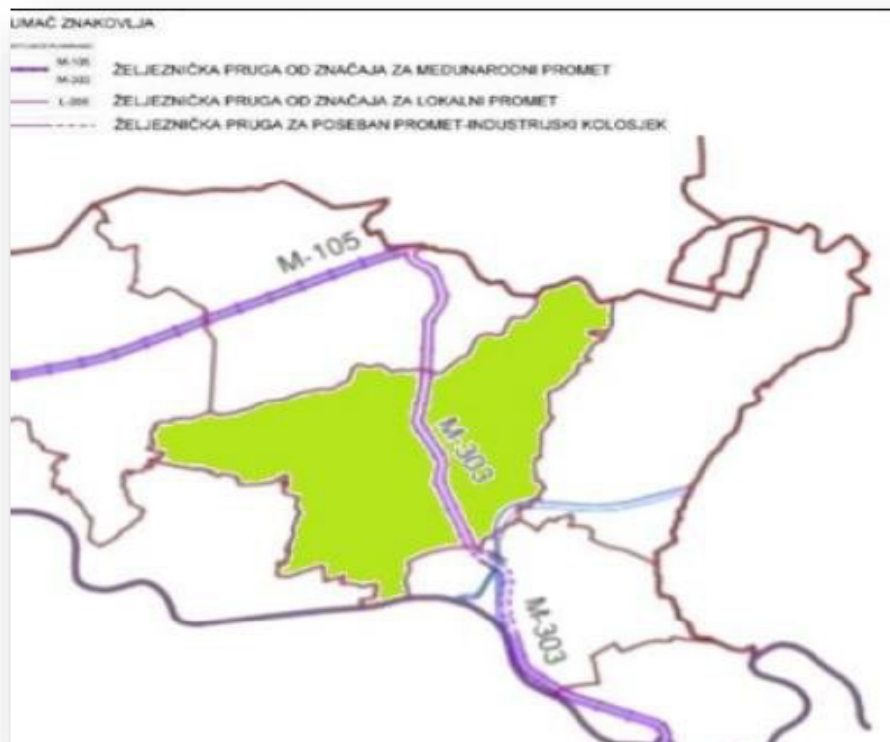 UMAČ ZNAKOVLJA
M-105
ŽELJEZNIČKA PRUGA OD ZNAČAJA ZA MEĐUNARODNI PROMET
M-303
ŽELJEZNIČKA PRUGA OD ZNAČAJA ZA LOKALNI PROMET
ŽELJEZNIČKA PRUGA ZA POSEBAN PROMET-INDUSTRIJSKI KOLOSJEK
M-105
M-303
M-303